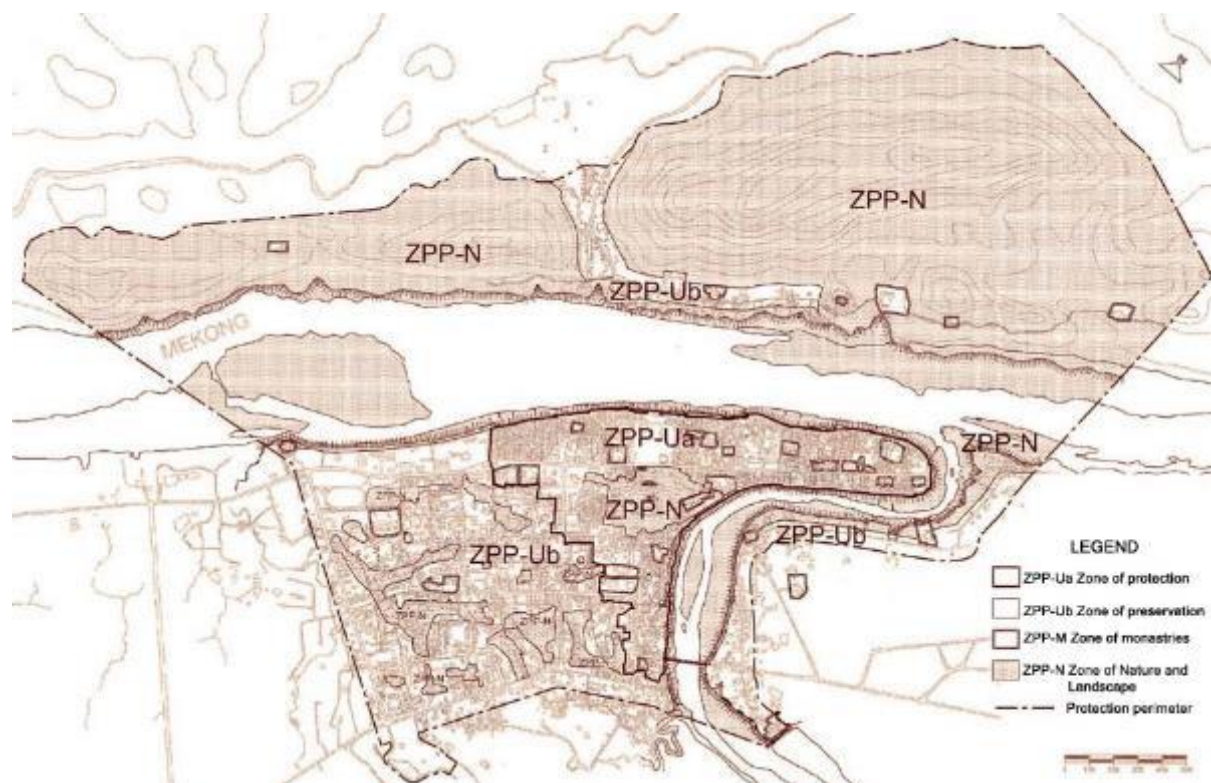 ZPP-N
ZPP-N
ZPP-Ub
MEKONG
ZPP-Ua
ZPP-N
ZPP-N
ZPP-Ub
ZPP-Ub
LEGEND
ZPP-Ua Zone of protection
ZPP-Ub Zone of preservation
ZPP-M Zone of monastries
ZPP-N Zone of Nature and
Landscape
Protection perimeter